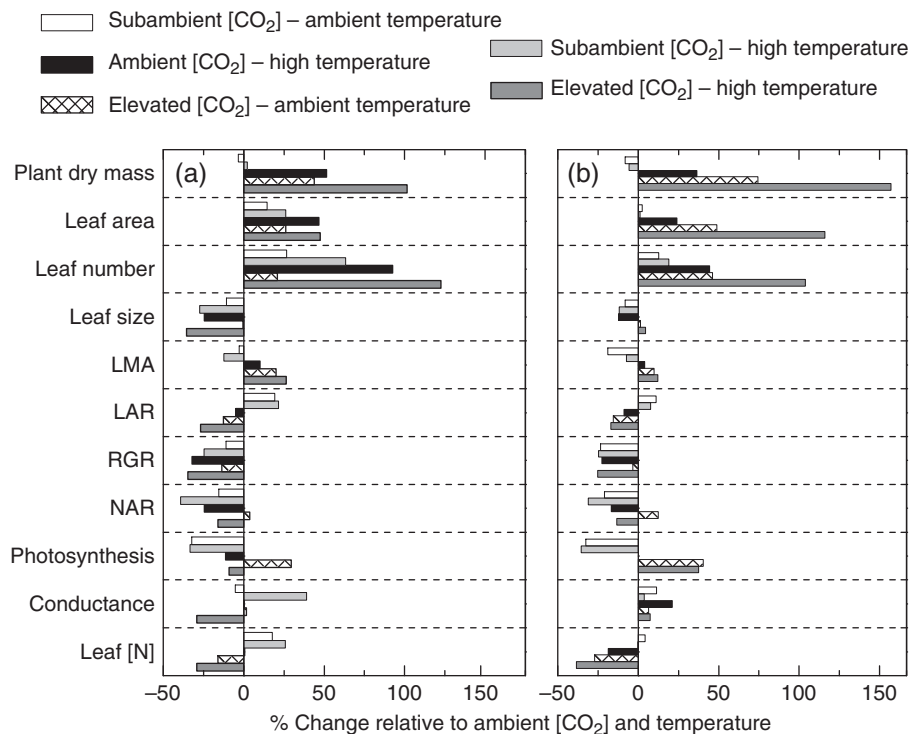 Subambient [CO₂] – ambient temperature
Ambient [CO₂] – high temperature
Elevated [CO₂] – ambient temperature
Subambient [CO₂] – high temperature
Elevated [CO₂] – high temperature
(a)
(b)
Plant dry mass
Leaf area
Leaf number
Leaf size
LMA
LAR
RGR
NAR
Photosynthesis
Conductance
Leaf [N]
–50 0 50 100 150
–50 0 50 100 150
% Change relative to ambient [CO₂] and temperature